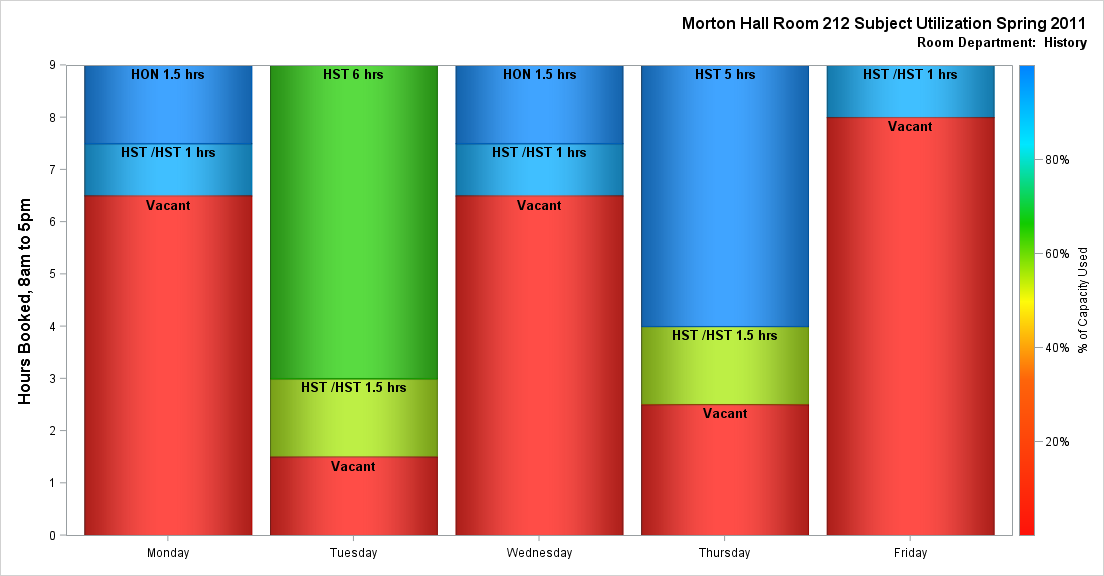 Morton Hall Room 212 Subject Utilization Spring 2011
Room Department:  History
Hours Booked, 8am to 5pm
9
8
7
6
5
4
3
2
1
0
HON 1.5 hrs
HST /HST 1 hrs
Vacant
HST 6 hrs
HST /HST 1.5 hrs
Vacant
HON 1.5 hrs
HST /HST 1 hrs
Vacant
HST 5 hrs
HST /HST 1.5 hrs
Vacant
HST /HST 1 hrs
Vacant
Monday
Tuesday
Wednesday
Thursday
Friday
80%
60%
40%
20%
% of Capacity Used